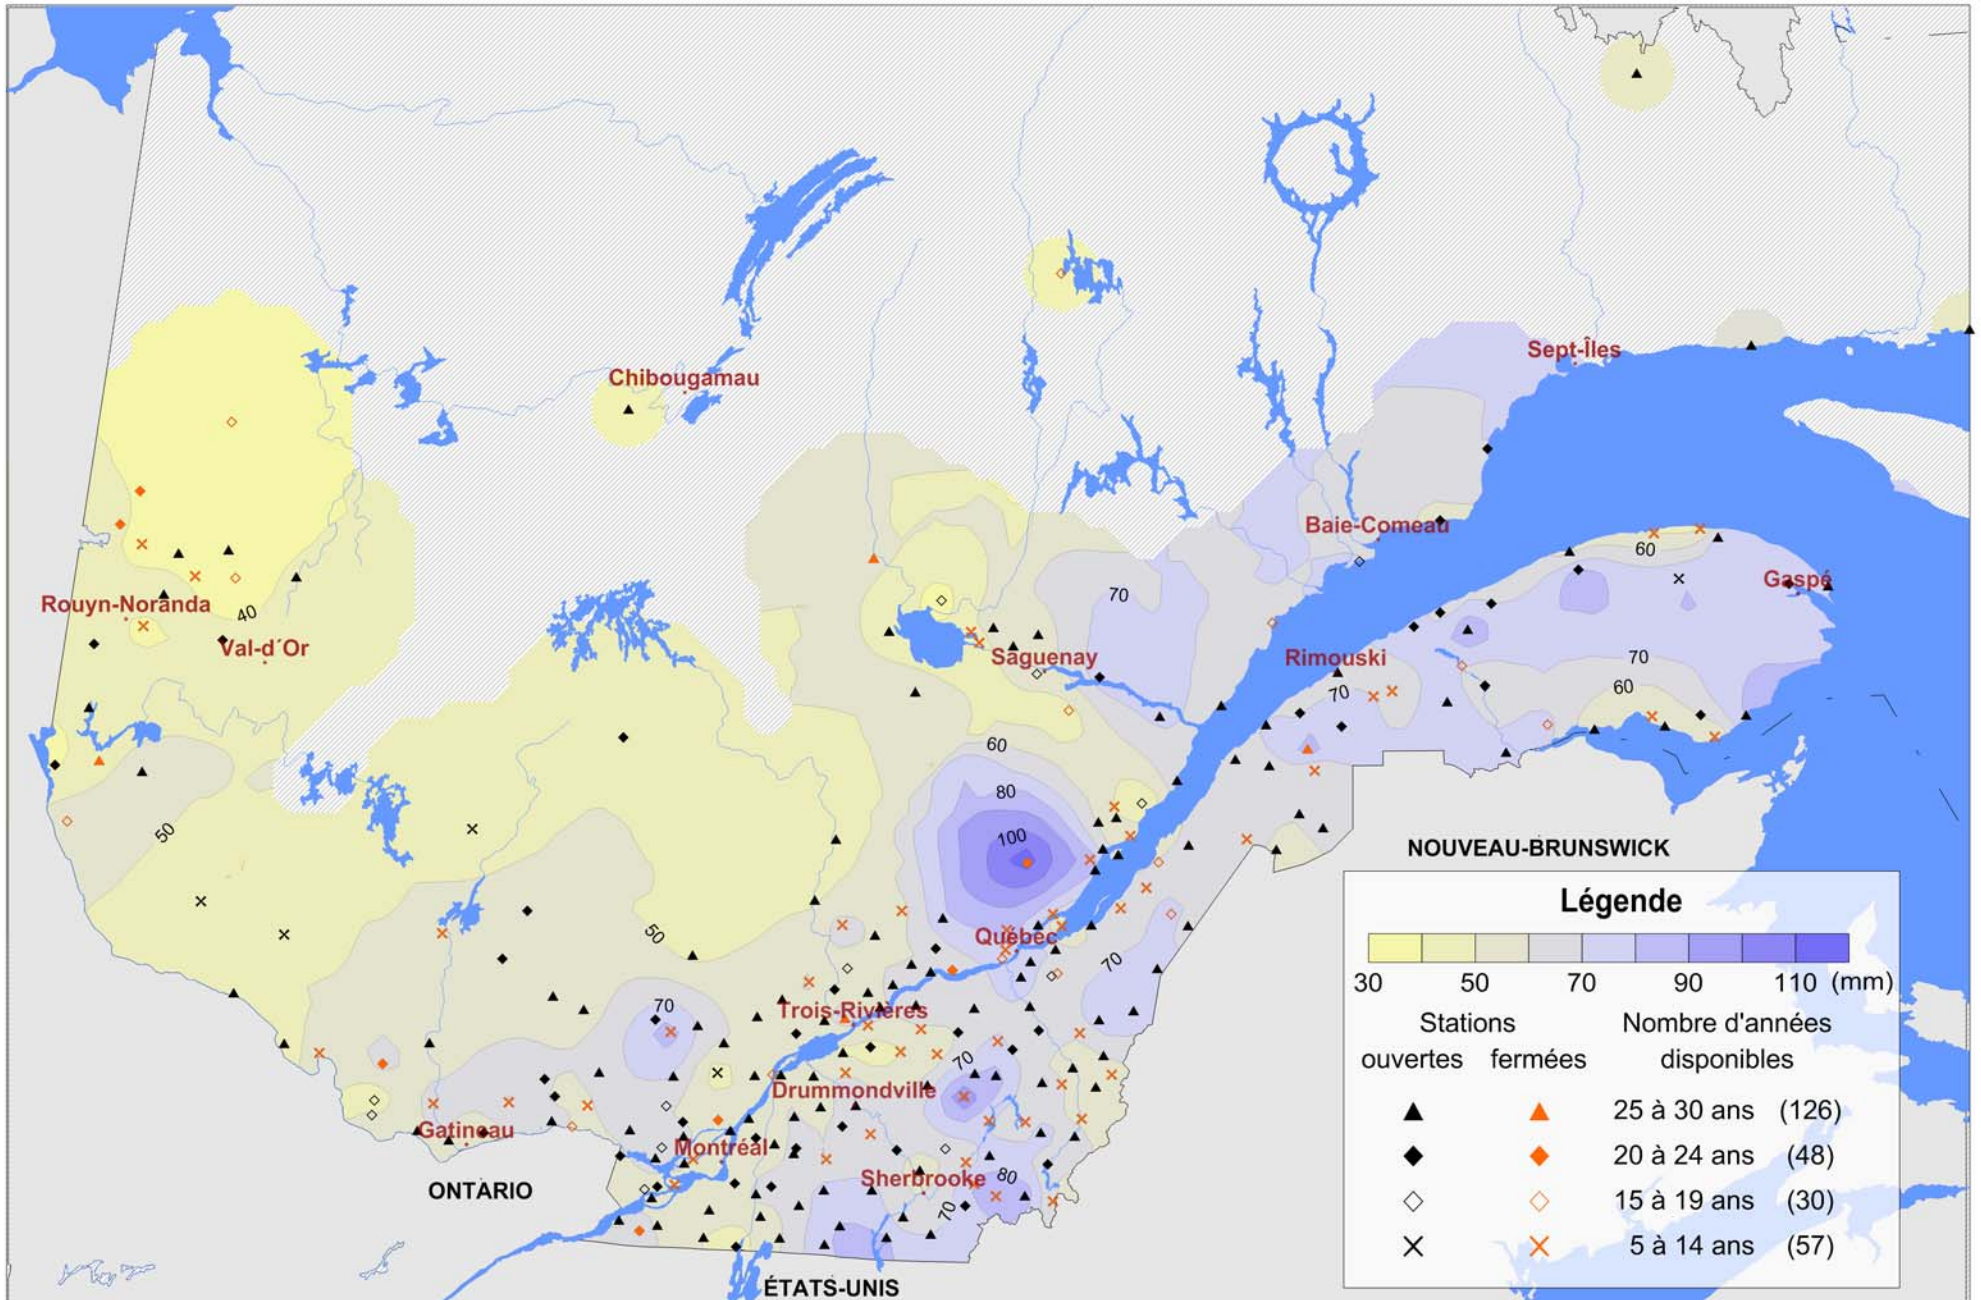 Sept-Îles
Chibougamau
Baie-Comeau
60
Gaspé
70
Rouyn-Noranda
40
Val-d´Or
Saguenay
Rimouski
70
60
70
60
80
50
100
NOUVEAU-BRUNSWICK
50
Québec
70
70
Trois-Rivières
70
Drummondville
Gatineau
Montréal
Sherbrooke
80
70
ONTARIO
ÉTATS-UNIS
Légende
30 50 70 90 110 (mm)
Stations Nombre d'années
ouvertes fermées disponibles
25 à 30 ans (126)
20 à 24 ans (48)
15 à 19 ans (30)
5 à 14 ans (57)